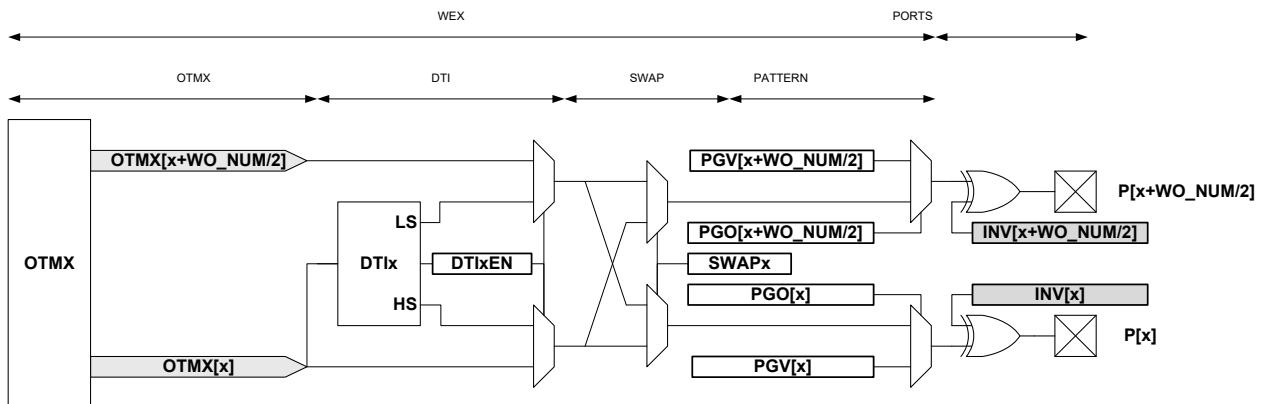 WEX PORTS
OTMX DTI SWAP PATTERN
OTMX[x+WO_NUM/2] PGV[x+WO_NUM/2]
P[x+WO_NUM/2]
LS
PGO[x+WO_NUM/2] INV[x+WO_NUM/2]
OTMX DTIx DTIxEN SWAPx
PGO[x] INV[x]
HS
P[x]
OTMX[x] PGV[x]